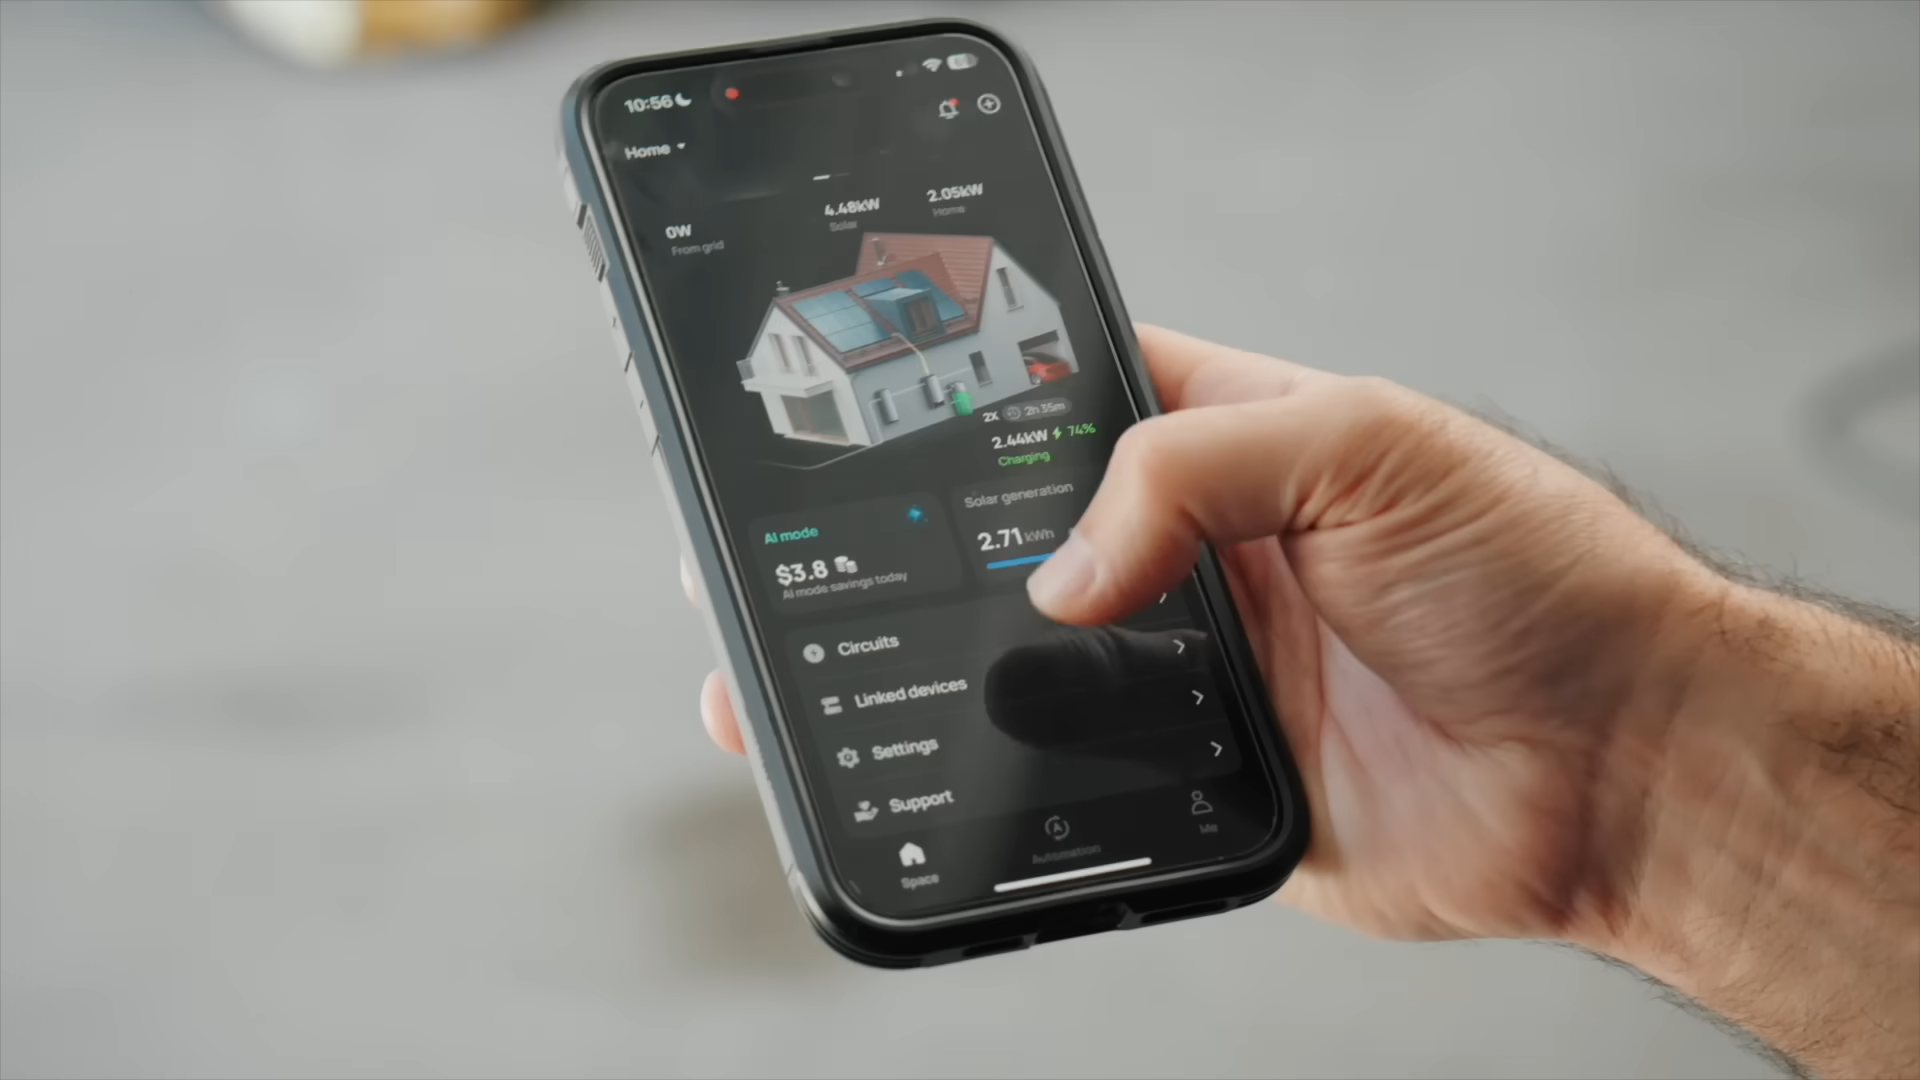 10:56
Home
0W
From grid
4.48kW
Solar
2.05kW
Home
2X 2h 35m
2.44kW 74%
Charging
AI mode
$3.8
AI mode savings today
Solar generation
2.71 kWh
Circuits
Linked devices
Settings
Support
Space
Automation
Me